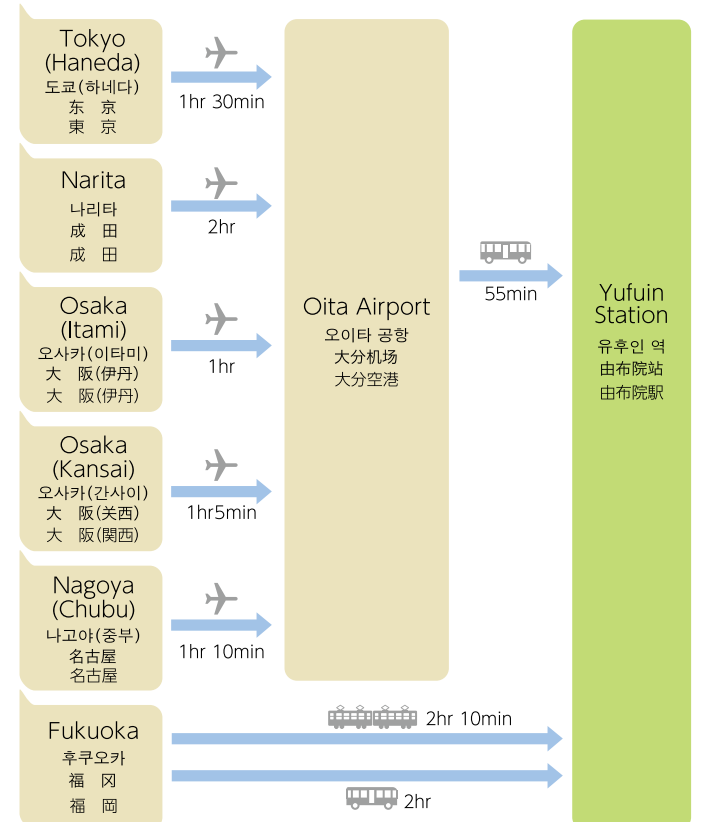 Tokyo
(Haneda)
도쿄(하네다)
东　京
東　京
1hr 30min
Narita
나리타
成　田
成　田
2hr
Osaka
(Itami)
오사카(이타미)
大　阪(伊丹)
大　阪(伊丹)
1hr
Osaka
(Kansai)
오사카(간사이)
大　阪(关西)
大　阪(関西)
1hr5min
Nagoya
(Chubu)
나고야(중부)
名古屋
名古屋
1hr 10min
Oita Airport
오이타 공항
大分机场
大分空港
55min
Yufuin
Station
유후인 역
由布院站
由布院駅
Fukuoka
후쿠오카
福　冈
福　岡
2hr 10min
2hr